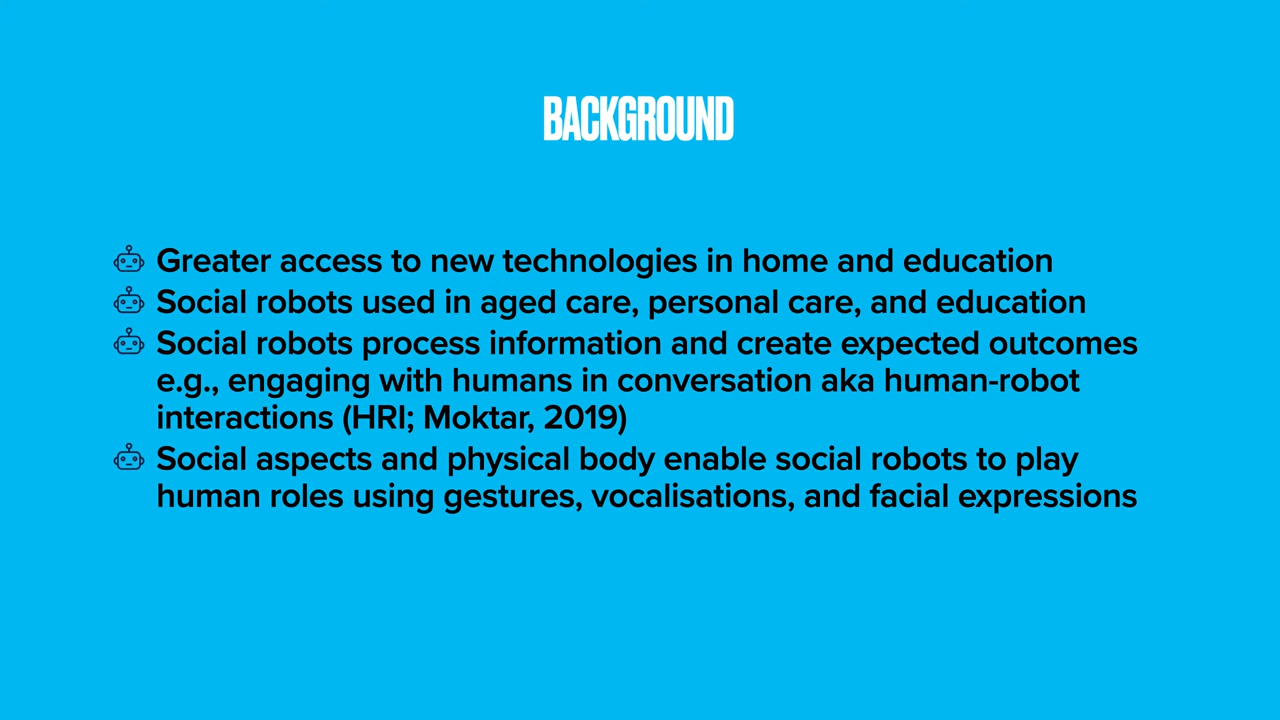 BACKGROUND
Greater access to new technologies in home and education
Social robots used in aged care, personal care, and education
Social robots process information and create expected outcomes
e.g., engaging with humans in conversation aka human-robot
interactions (HRI; Moktar, 2019)
Social aspects and physical body enable social robots to play
human roles using gestures, vocalisations, and facial expressions